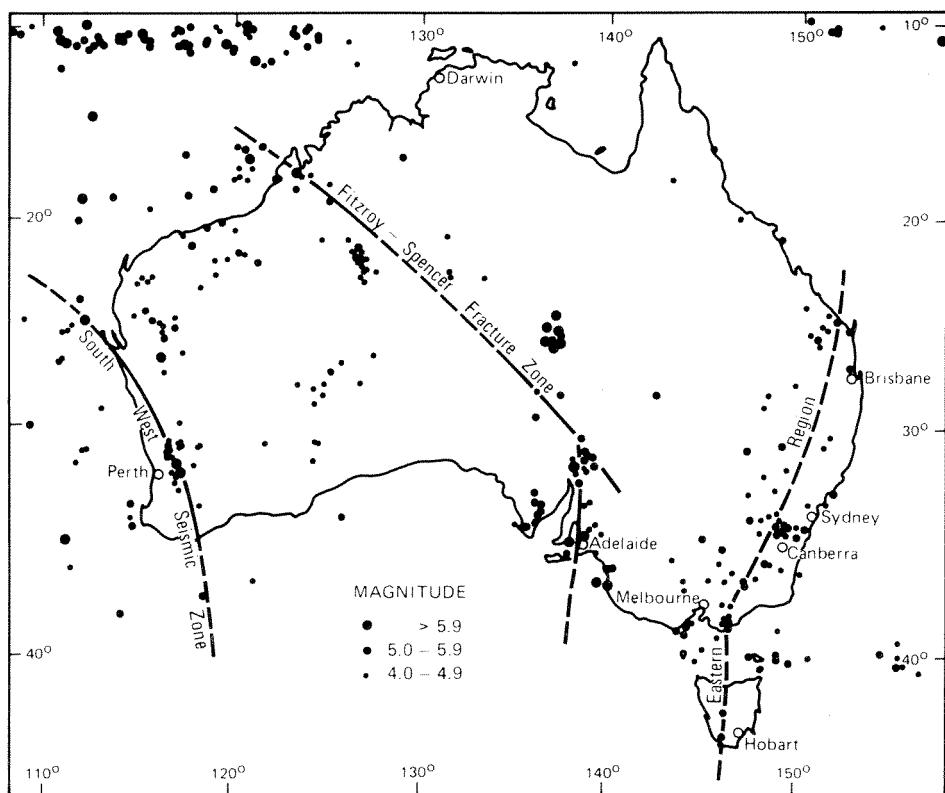 130° 150° 10°
110° 120°
Darwin
20° 20°
Fitzroy – Spencer Fracture Zone
South West Seismic Zone
Region
Brisbane
30°
Perth
Sydney
Adelaide
Canberra
MAGNITUDE
Melbourne
> 5.9
5.0 – 5.9
4.0 – 4.9
40° 40°
Eastern
Hobart
110° 120° 130° 140° 150°